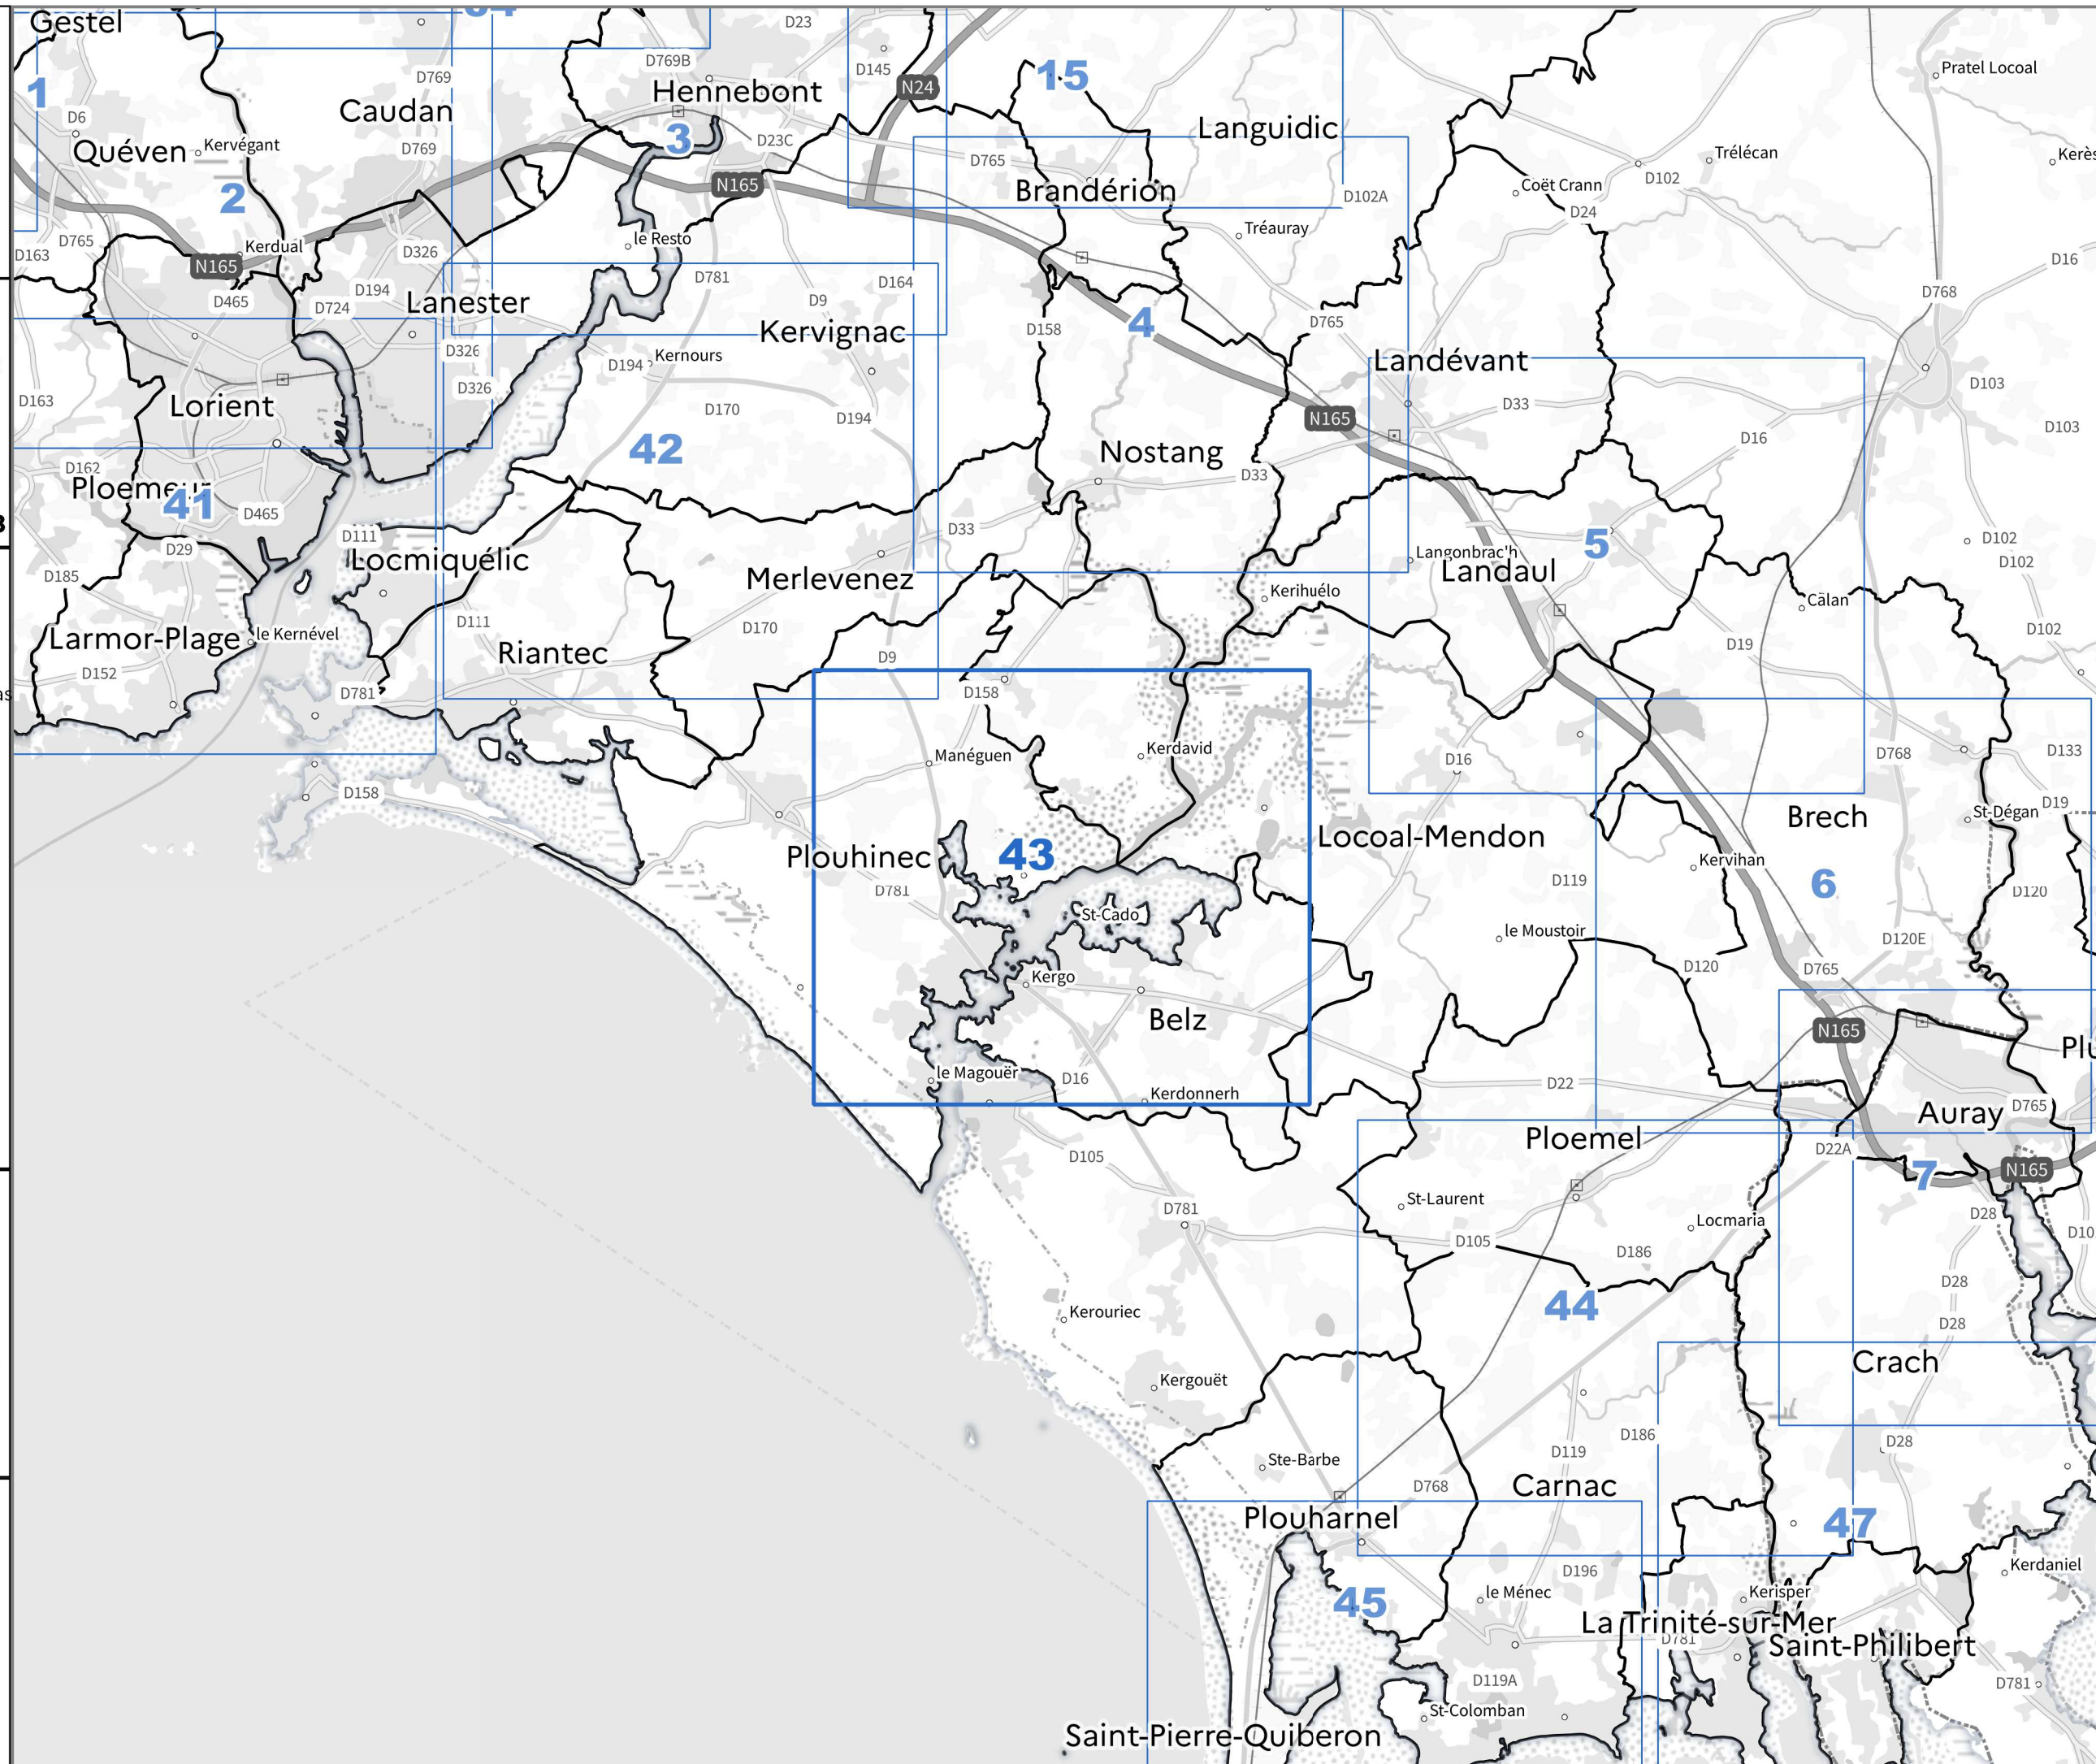 Gestel
D23
D769B
D145
N24
15
Pratel Locoal
1
D769
Hennebont
D6
Caudan
3
Languidic
Quéven
Kervégant
D769
D23C
D765
Trélécan
2
N165
Brandérion
D102A
Coët Crann
D102
D24
D765
Kerdual
le Resto
Tréauray
D163
N165
D326
D16
D465
D194
D781
D164
D768
D724
Lanester
D9
Kervignac
D158
4
D765
D326
Kernours
D194
Landévant
D163
D326
D103
Lorient
D170
D194
N165
D33
D103
42
Nostang
D16
D162
D33
41
D465
D33
D29
D111
Locmiquélic
Langonbrac'h
5
D102
D185
Merlevenez
Landaul
D102
Kerihuélo
Călan
D111
D170
D102
Larmor-Plage
le Kernével
Riantec
D9
D19
D152
D781
D158
Manéguen
Kerdavid
D16
D768
D133
D158
Brech
D19
St-Dégan
Plouhinec
43
Locoal-Mendon
Kervihan
D781
D119
6
D120
St-Cado
le Moustoir
D120E
Kergo
D120
D765
Belz
N165
le Magouër
D16
Kerdonnerh
D22
Auray
D765
Ploemel
D22A
D105
7
N165
St-Laurent
D781
Locmaria
D28
D105
D186
D28
Kerouriec
44
D28
Crach
Kergouët
D186
D28
Ste-Barbe
D119
D768
Carnac
Plouharnel
47
45
D196
Kerdaniel
le Ménec
Kerisper
La Trinité-sur-Mer
D781
Saint-Philibert
D119A
D781
St-Colomban
Saint-Pierre-Quiberon